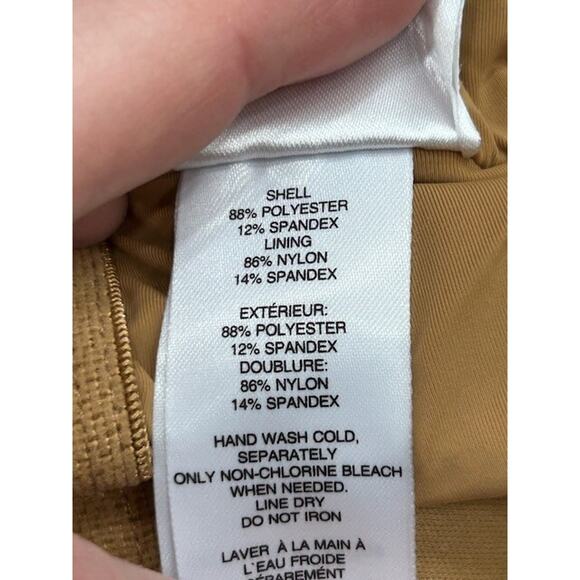 SHELL
88% POLYESTER
12% SPANDEX
LINING
86% NYLON
14% SPANDEX
EXTÉRIEUR:
88% POLYESTER
12% SPANDEX
DOUBLURE:
86% NYLON
14% SPANDEX
HAND WASH COLD,
SEPARATELY
ONLY NON-CHLORINE BLEACH
WHEN NEEDED.
LINE DRY
DO NOT IRON
LAVER À LA MAIN À
L'EAU FROIDE
SÉPARÉMENT